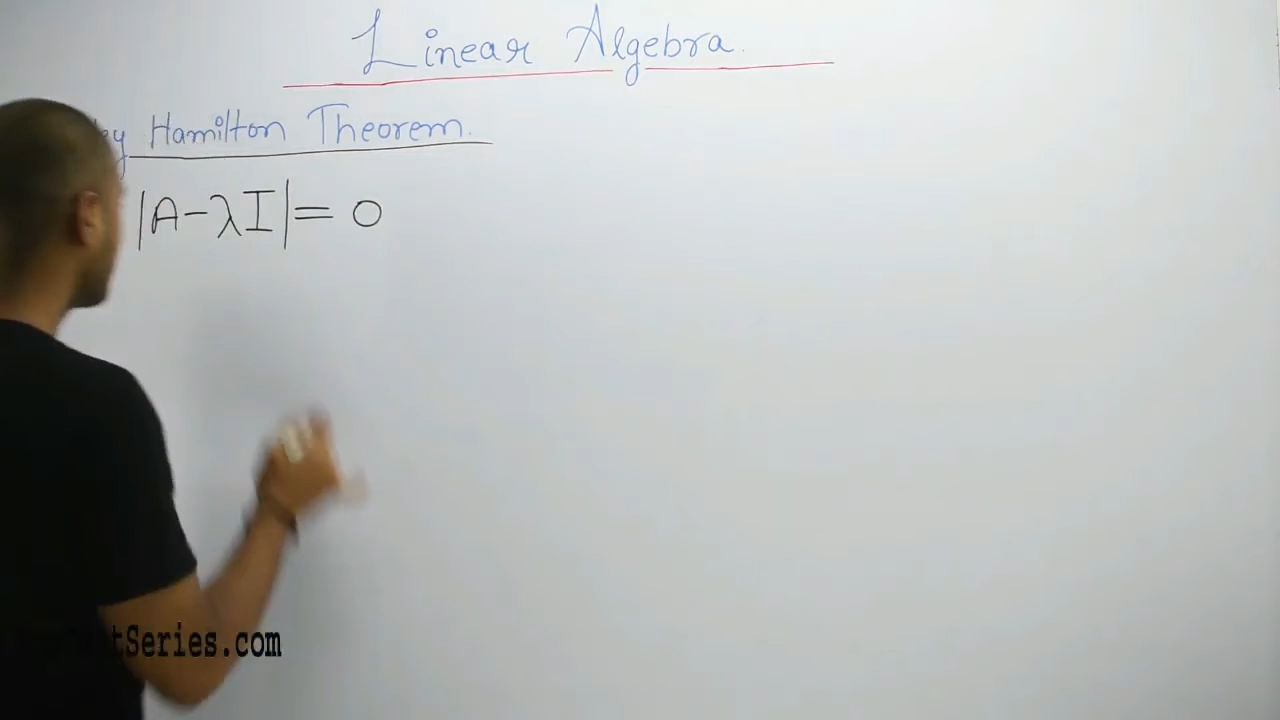 Linear Algebra.
Hamilton Theorem.
|A-λI| = 0
tSeries.com